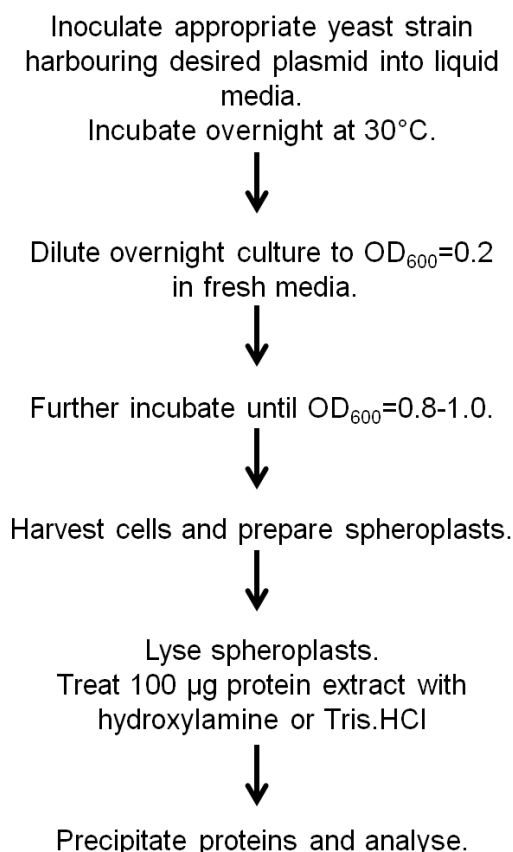 Inoculate appropriate yeast strain
harbouring desired plasmid into liquid
media.
Incubate overnight at 30°C.
Dilute overnight culture to OD₆₀₀=0.2
in fresh media.
Further incubate until OD₆₀₀=0.8-1.0.
Harvest cells and prepare spheroplasts.
Lyse spheroplasts.
Treat 100 µg protein extract with
hydroxylamine or Tris.HCl
Precipitate proteins and analyse.